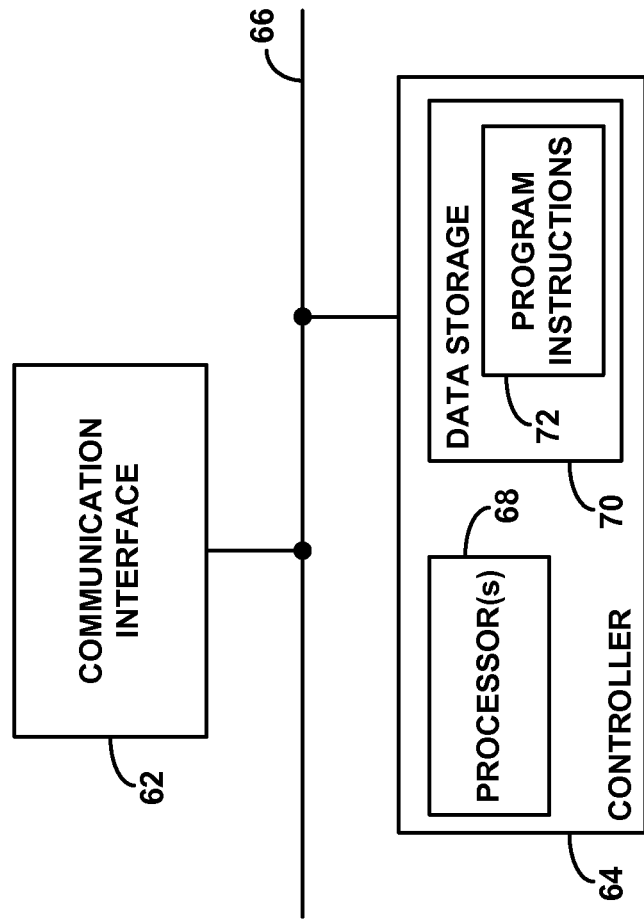 COMMUNICATION
INTERFACE
62
66
PROCESSOR(s)
68
DATA STORAGE
PROGRAM
INSTRUCTIONS
72
70
CONTROLLER
64